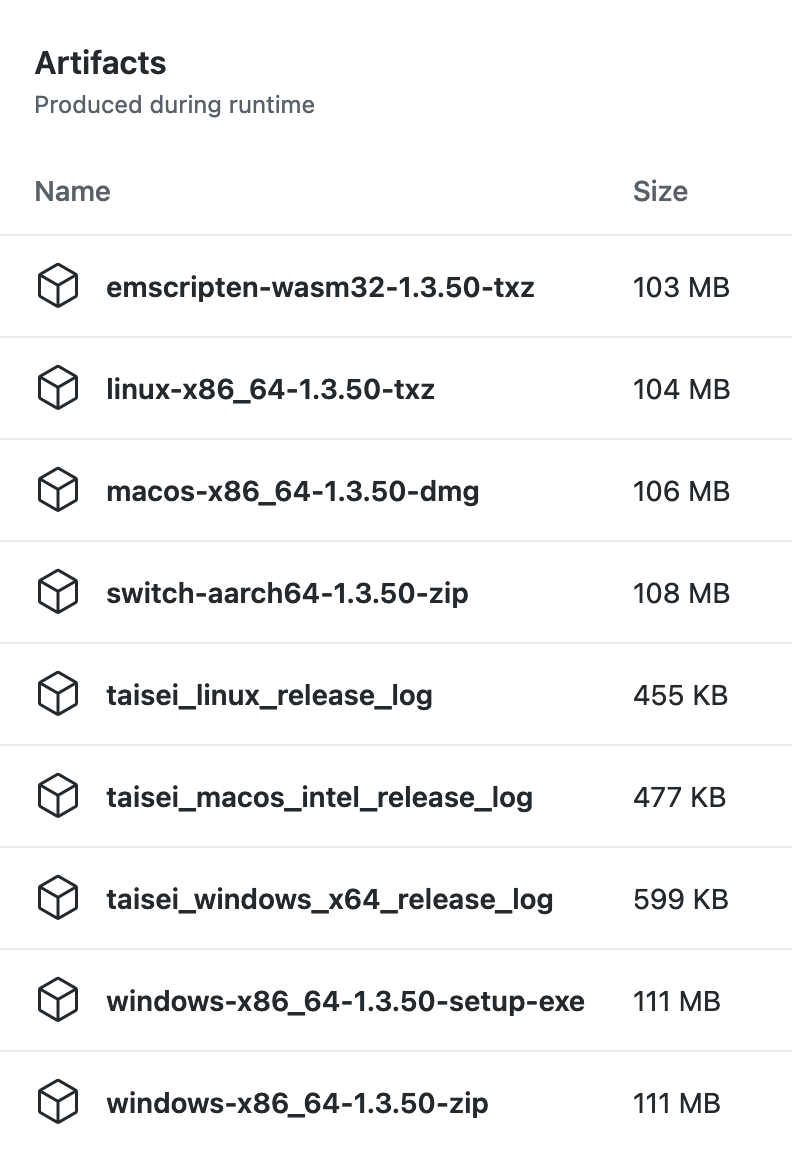 Artifacts
Produced during runtime
Name Size
emscripten-wasm32-1.3.50-txz 103 MB
linux-x86_64-1.3.50-txz 104 MB
macos-x86_64-1.3.50-dmg 106 MB
switch-aarch64-1.3.50-zip 108 MB
taisei_linux_release_log 455 KB
taisei_macos_intel_release_log 477 KB
taisei_windows_x64_release_log 599 KB
windows-x86_64-1.3.50-setup-exe 111 MB
windows-x86_64-1.3.50-zip 111 MB